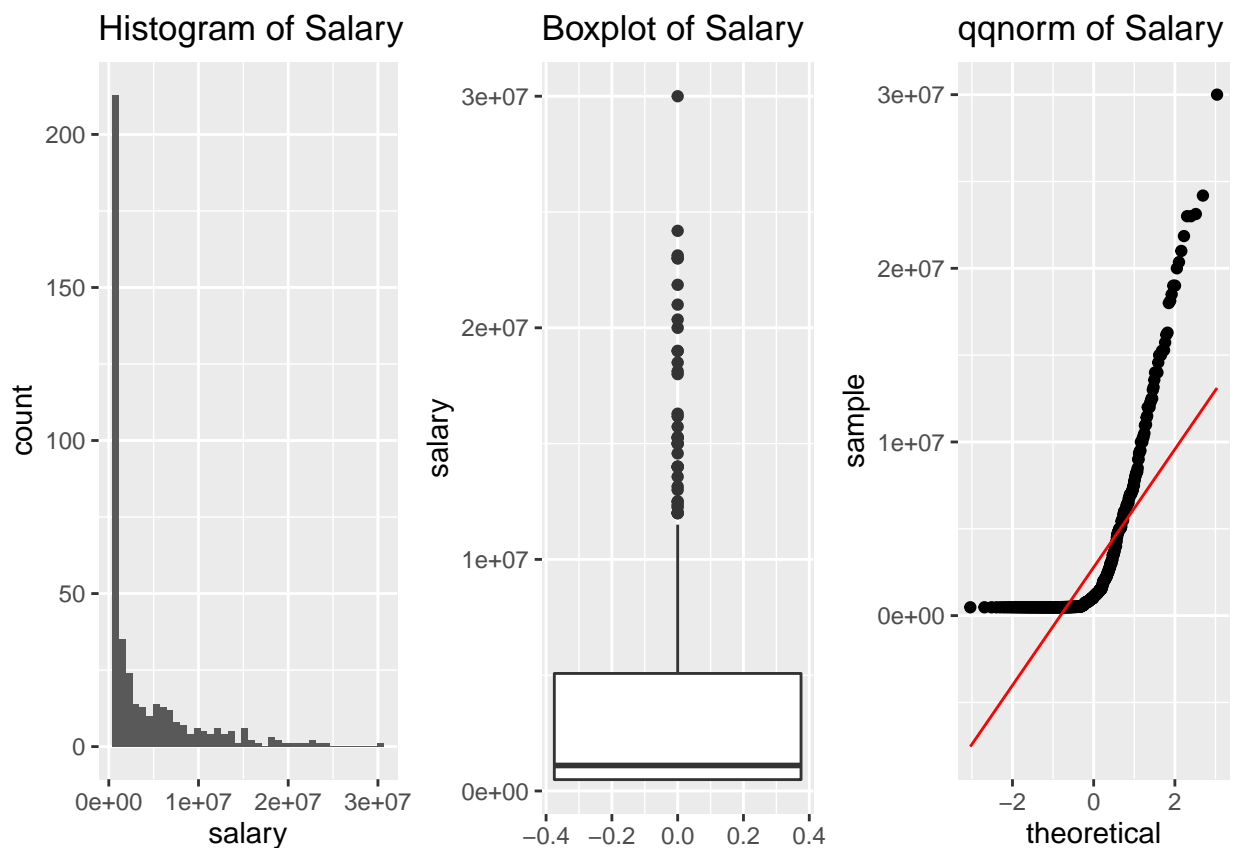 Histogram of Salary
200
150
100
50
0
count
0e+00 1e+07 2e+07 3e+07
salary
Boxplot of Salary
3e+07
2e+07
1e+07
0e+00
salary
−0.4 −0.2 0.0 0.2 0.4
qqnorm of Salary
3e+07
2e+07
1e+07
0e+00
sample
−2 0 2
theoretical